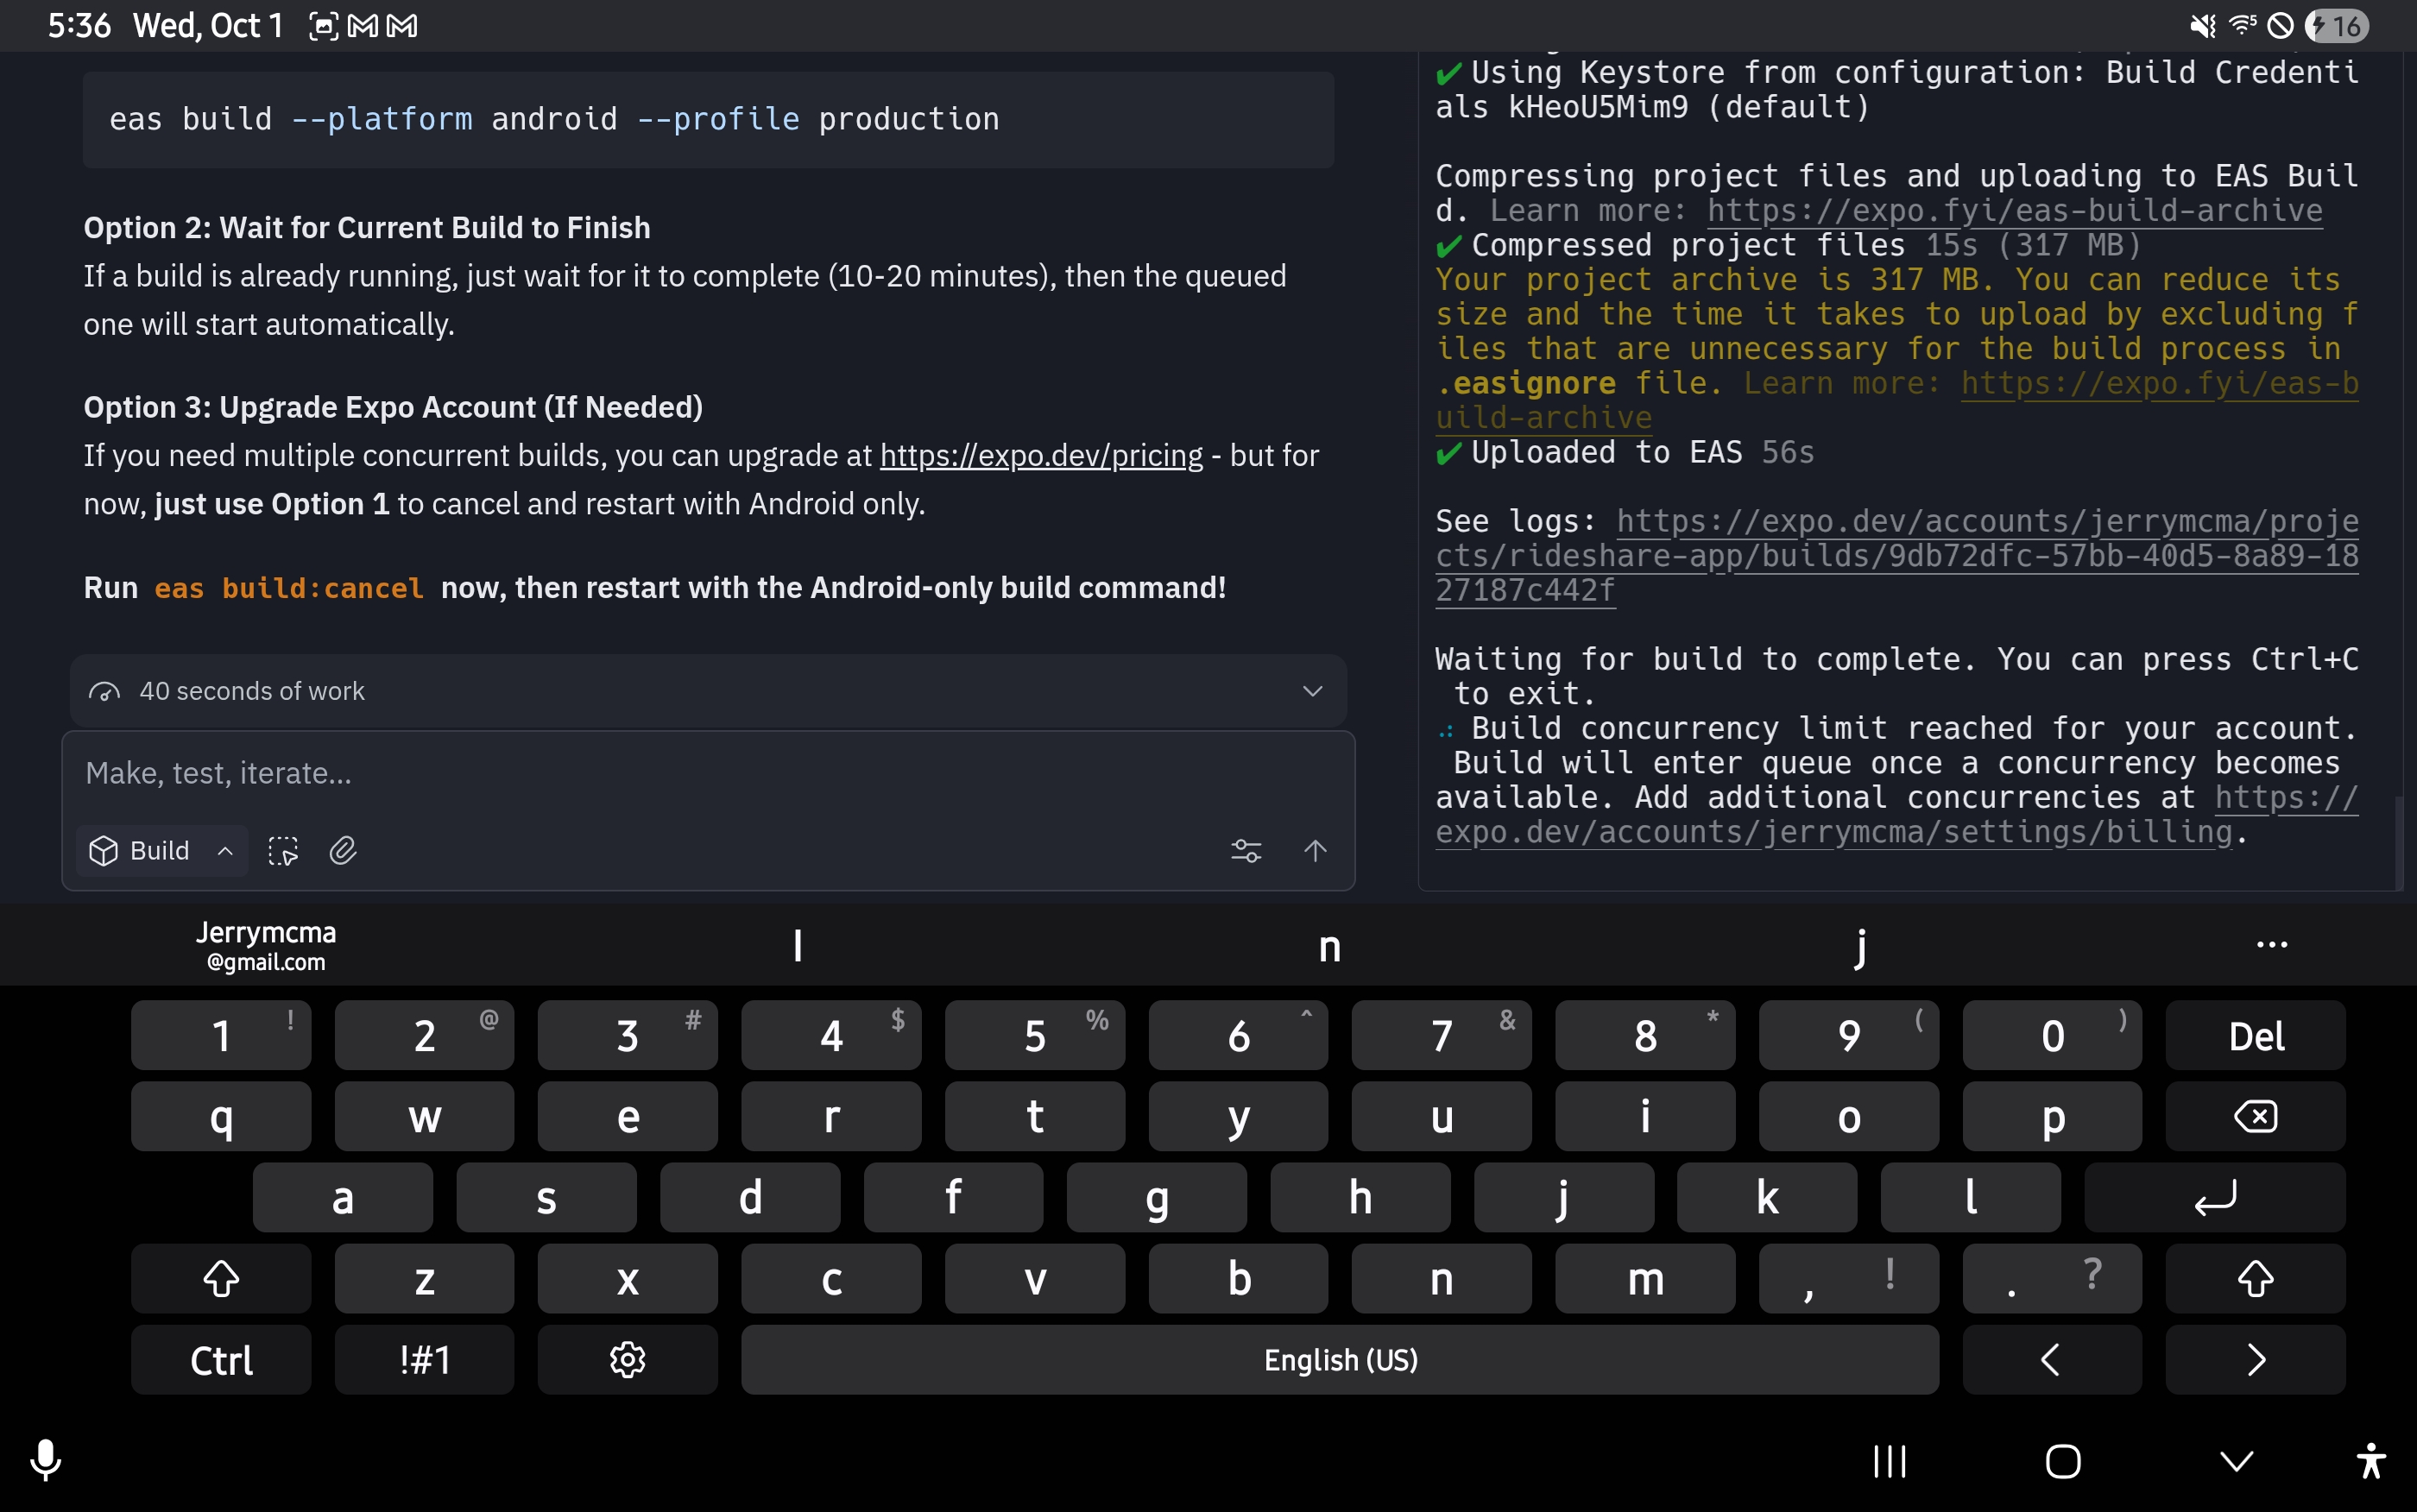 5:36 Wed, Oct 1
16
eas build --platform android --profile production
Option 2: Wait for Current Build to Finish
If a build is already running, just wait for it to complete (10-20 minutes), then the queued
one will start automatically.
Option 3: Upgrade Expo Account (If Needed)
If you need multiple concurrent builds, you can upgrade at https://expo.dev/pricing - but for
now, just use Option 1 to cancel and restart with Android only.
Run eas build:cancel now, then restart with the Android-only build command!
40 seconds of work
Make, test, iterate...
Build
✔ Using Keystore from configuration: Build Credenti
als kHeoU5Mim9 (default)
Compressing project files and uploading to EAS Buil
d. Learn more: https://expo.fyi/eas-build-archive
✔ Compressed project files 15s (317 MB)
Your project archive is 317 MB. You can reduce its
size and the time it takes to upload by excluding f
iles that are unnecessary for the build process in
.easignore file. Learn more: https://expo.fyi/eas-b
uild-archive
✔ Uploaded to EAS 56s
See logs: https://expo.dev/accounts/jerrymcma/proje
cts/rideshare-app/builds/9db72dfc-57bb-40d5-8a89-18
27187c442f
Waiting for build to complete. You can press Ctrl+C
to exit.
Build concurrency limit reached for your account.
Build will enter queue once a concurrency becomes
available. Add additional concurrencies at https://
expo.dev/accounts/jerrymcma/settings/billing.
Jerrymcma
@gmail.com
I n j ...
1 ! 2 @ 3 # 4 $ 5 % 6 ^ 7 & 8 * 9 ( 0 ) Del
q w e r t y u i o p
a s d f g h j k l
z x c v b n m , ! . ?
Ctrl !#1 English (US) < >